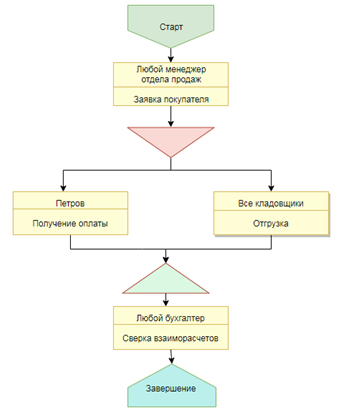 Старт
Любой менеджер
отдела продаж
Заявка покупателя
Петров
Получение оплаты
Все кладовщики
Отгрузка
Любой бухгалтер
Сверка взаиморасчетов
Завершение